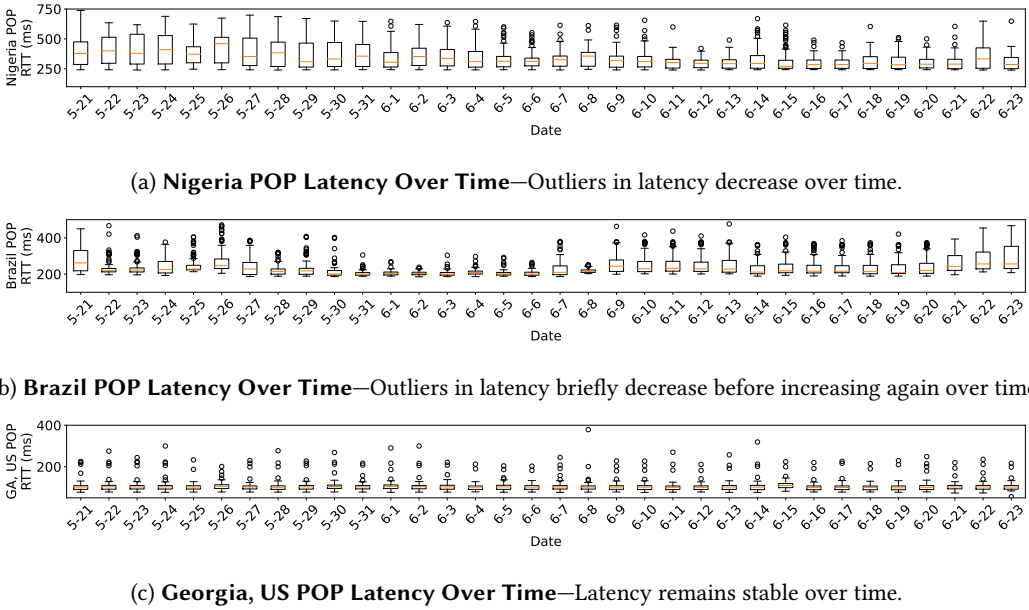 750
500
250
Nigeria POP
RTT (ms)
5-21 5-22 5-23 5-24 5-25 5-26 5-27 5-28 5-29 5-30 5-31 6-1 6-2 6-3 6-4 6-5 6-6 6-7 6-8 6-9 6-10 6-11 6-12 6-13 6-14 6-15 6-16 6-17 6-18 6-19 6-20 6-21 6-22 6-23
Date
(a) Nigeria POP Latency Over Time—Outliers in latency decrease over time.
400
200
Brazil POP
RTT (ms)
5-21 5-22 5-23 5-24 5-25 5-26 5-27 5-28 5-29 5-30 5-31 6-1 6-2 6-3 6-4 6-5 6-6 6-7 6-8 6-9 6-10 6-11 6-12 6-13 6-14 6-15 6-16 6-17 6-18 6-19 6-20 6-21 6-22 6-23
Date
b) Brazil POP Latency Over Time—Outliers in latency briefly decrease before increasing again over time
400
200
GA, US POP
RTT (ms)
5-21 5-22 5-23 5-24 5-25 5-26 5-27 5-28 5-29 5-30 5-31 6-1 6-2 6-3 6-4 6-5 6-6 6-7 6-8 6-9 6-10 6-11 6-12 6-13 6-14 6-15 6-16 6-17 6-18 6-19 6-20 6-21 6-22 6-23
Date
(c) Georgia, US POP Latency Over Time—Latency remains stable over time.